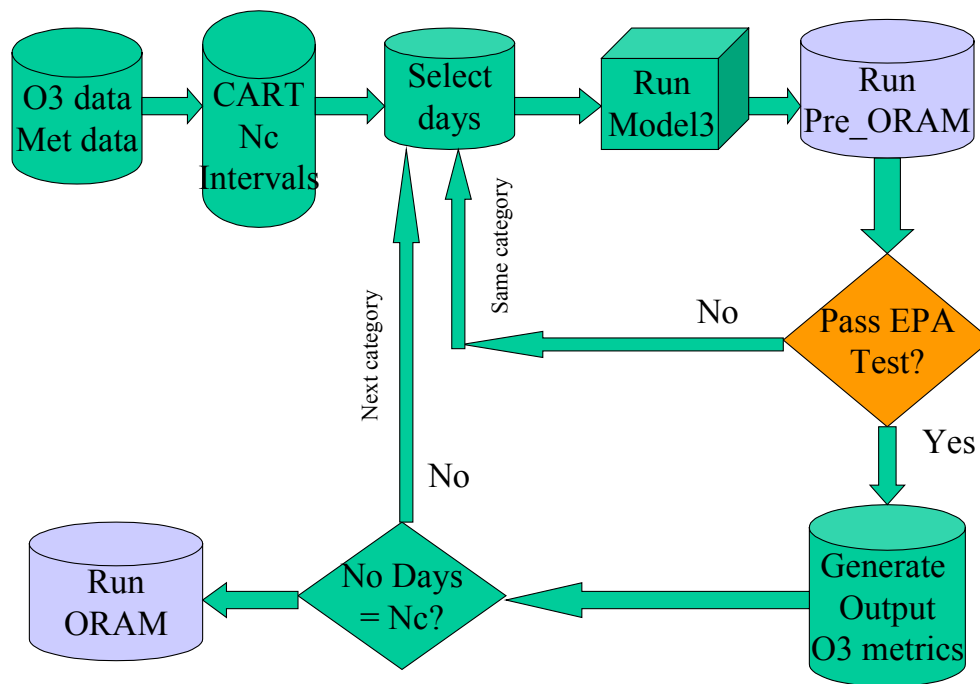 O3 data
Met data
CART
Nc
Intervals
Select
days
Run
Model3
Run
Pre_ORAM
Pass EPA
Test?
No
Same category
Yes
Generate
Output
O3 metrics
No Days
= Nc?
No
Next category
Run
ORAM